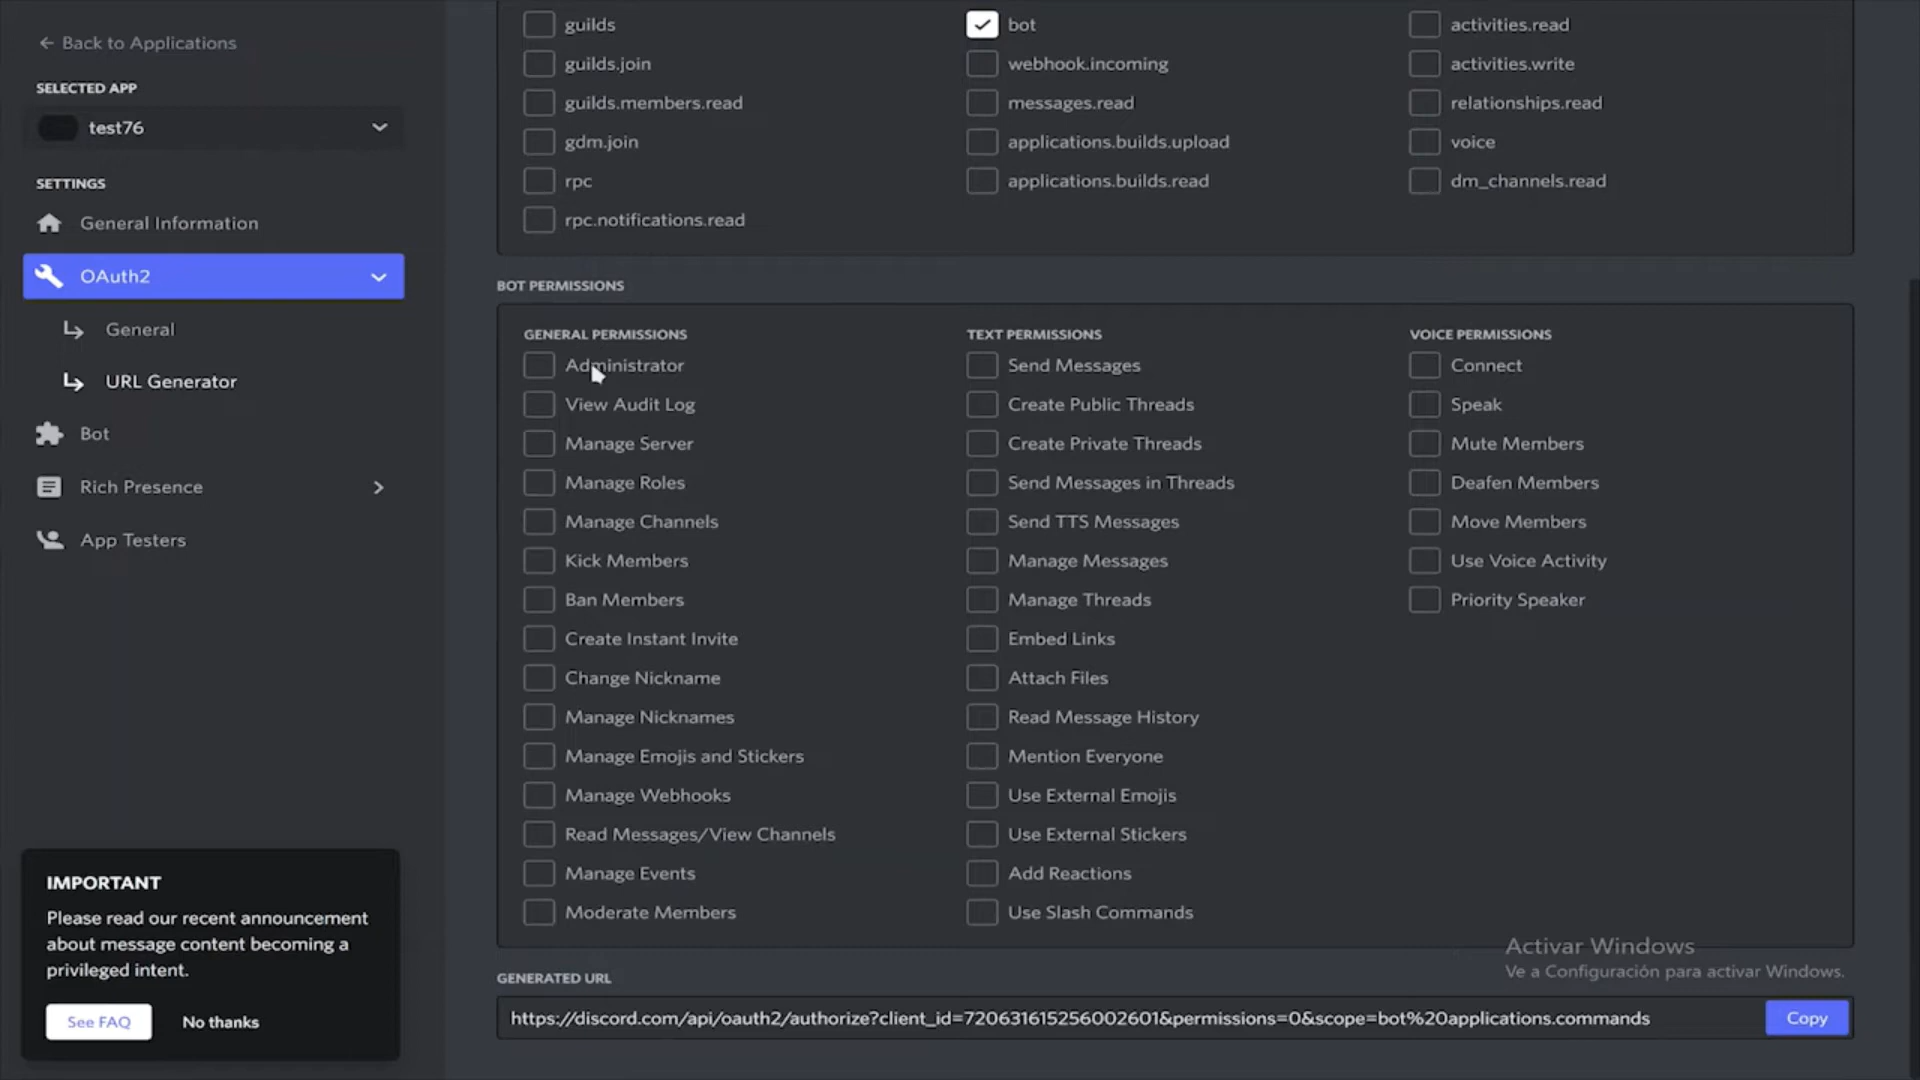 Back to Applications
SELECTED APP
test76
SETTINGS
General Information
OAuth2
General
URL Generator
Bot
Rich Presence
App Testers
IMPORTANT
Please read our recent announcement
about message content becoming a
privileged intent.
See FAQ
No thanks
guilds
guilds.join
guilds.members.read
gdm.join
rpc
rpc.notifications.read
bot
webhook.incoming
messages.read
applications.builds.upload
applications.builds.read
activities.read
activities.write
relationships.read
voice
dm_channels.read
BOT PERMISSIONS
GENERAL PERMISSIONS
Administrator
View Audit Log
Manage Server
Manage Roles
Manage Channels
Kick Members
Ban Members
Create Instant Invite
Change Nickname
Manage Nicknames
Manage Emojis and Stickers
Manage Webhooks
Read Messages/View Channels
Manage Events
Moderate Members
TEXT PERMISSIONS
Send Messages
Create Public Threads
Create Private Threads
Send Messages in Threads
Send TTS Messages
Manage Messages
Manage Threads
Embed Links
Attach Files
Read Message History
Mention Everyone
Use External Emojis
Use External Stickers
Add Reactions
Use Slash Commands
VOICE PERMISSIONS
Connect
Speak
Mute Members
Deafen Members
Move Members
Use Voice Activity
Priority Speaker
Activar Windows
Ve a Configuración para activar Windows.
GENERATED URL
https://discord.com/api/oauth2/authorize?client_id=720631615256002601&permissions=0&scope=bot%20applications.commands
Copy